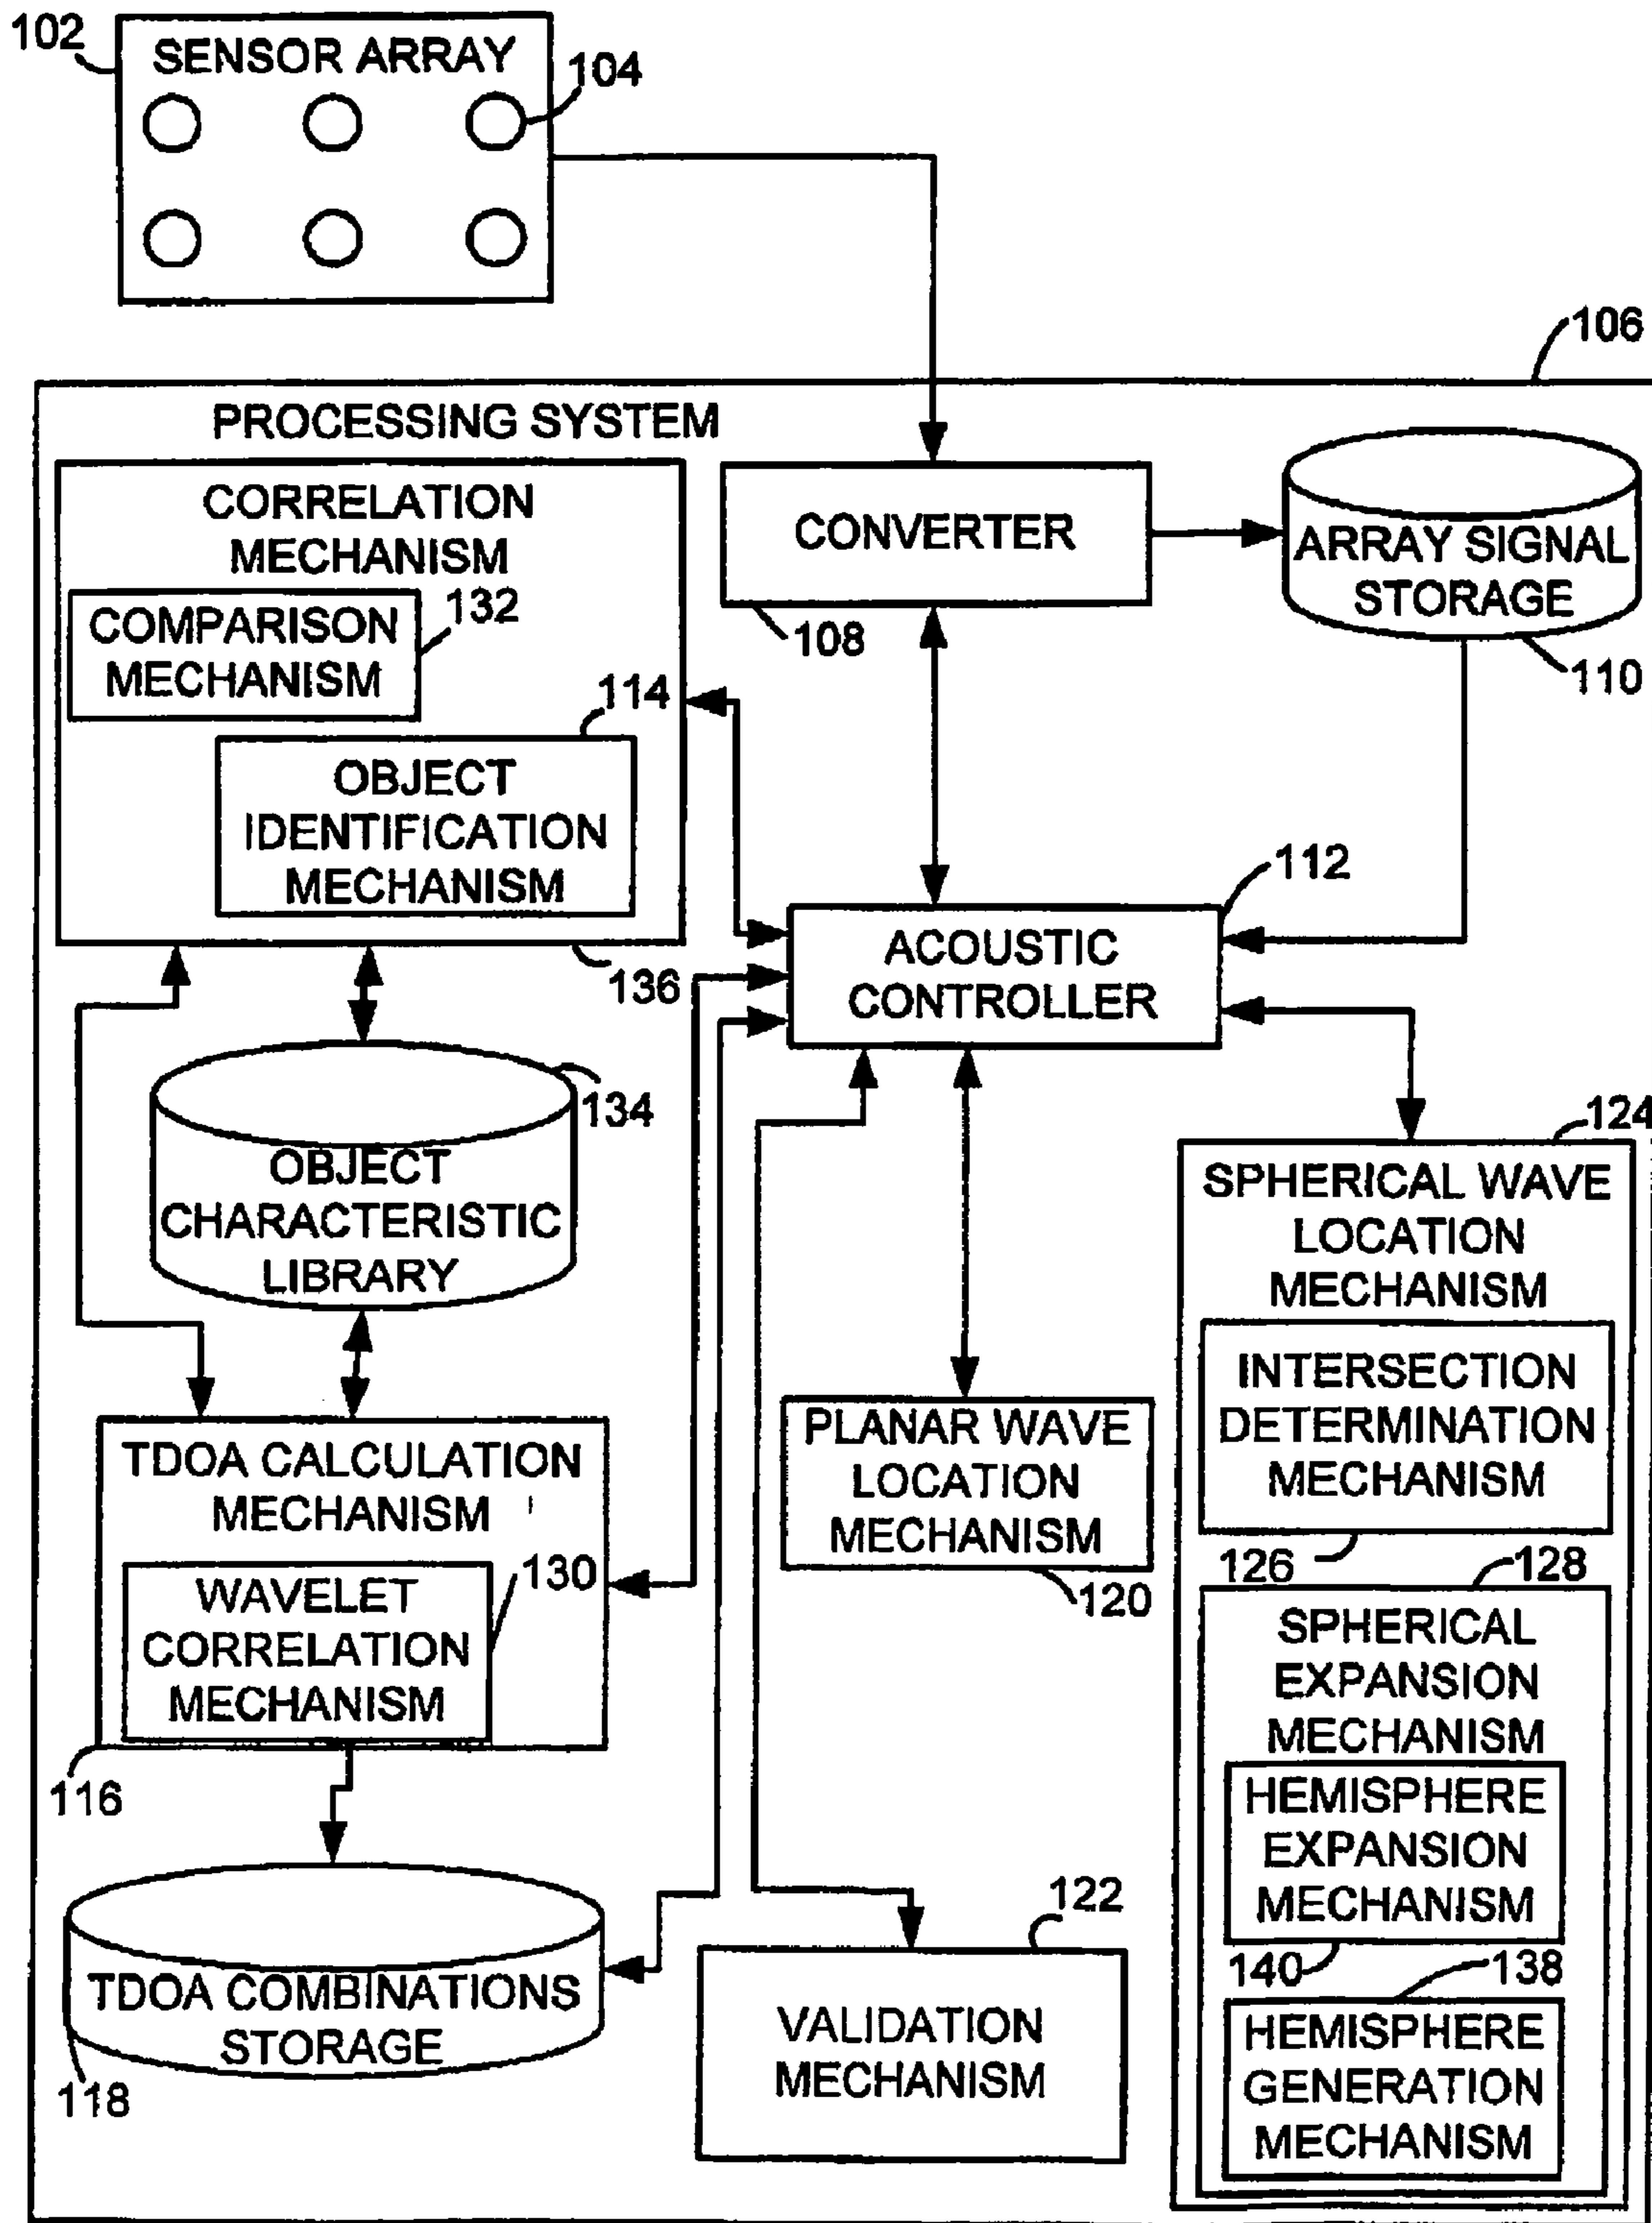 102
SENSOR ARRAY
104
106
PROCESSING SYSTEM
CORRELATION
MECHANISM
COMPARISON
MECHANISM
132
114
OBJECT
IDENTIFICATION
MECHANISM
136
CONVERTER
108
ARRAY SIGNAL
STORAGE
110
112
ACOUSTIC
CONTROLLER
134
OBJECT
CHARACTERISTIC
LIBRARY
TDOA CALCULATION
MECHANISM
WAVELET
CORRELATION
MECHANISM
130
116
TDOA COMBINATIONS
STORAGE
118
PLANAR WAVE
LOCATION
MECHANISM
120
122
VALIDATION
MECHANISM
124
SPHERICAL WAVE
LOCATION
MECHANISM
INTERSECTION
DETERMINATION
MECHANISM
126
128
SPHERICAL
EXPANSION
MECHANISM
HEMISPHERE
EXPANSION
MECHANISM
140
138
HEMISPHERE
GENERATION
MECHANISM